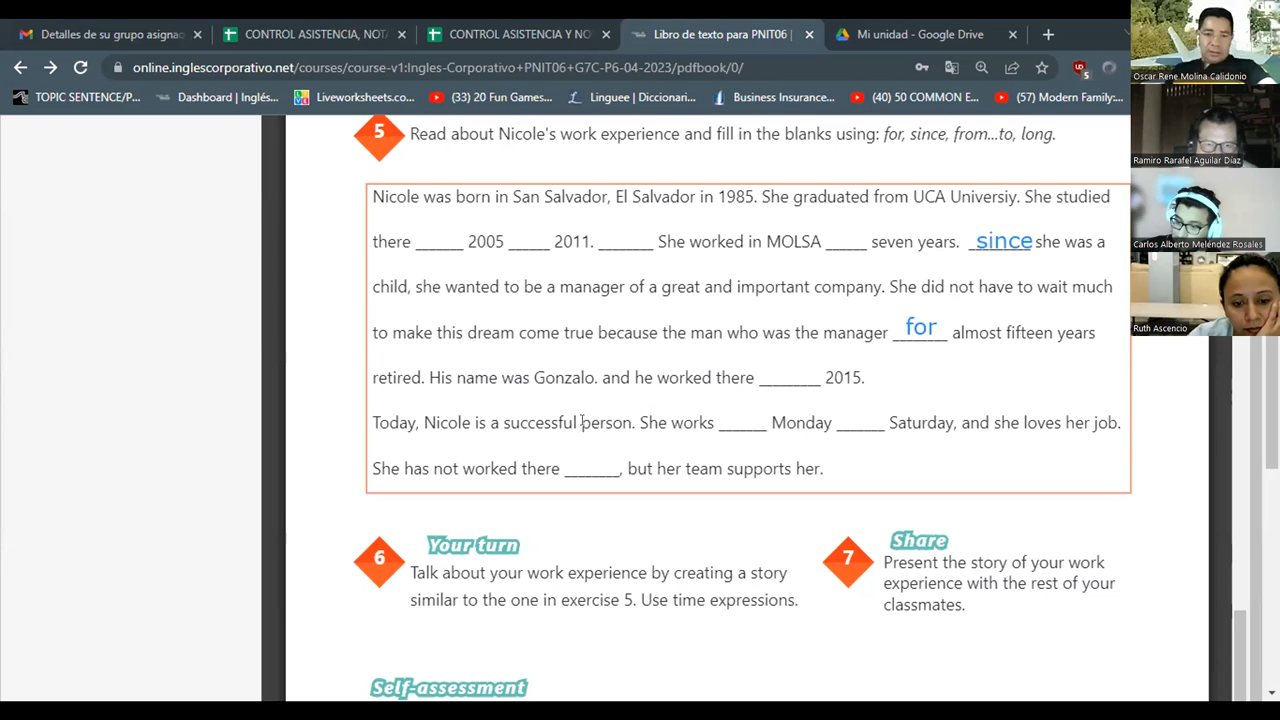 Detalles de su grupo asigna
CONTROL ASISTENCIA, NOTA
CONTROL ASISTENCIA Y NO
Libro de texto para PNIT06 |
Mi unidad - Google Drive
online.inglescorporativo.net/courses/course-v1:Ingles-Corporativo+PNIT06+G7C-P6-04-2023/pdfbook/0/
TOPIC SENTENCE/P...
Dashboard | Inglés...
Liveworksheets.co...
(33) 20 Fun Game...
Linguee | Diccionari...
Business Insurance...
(40) 50 COMMON E...
(57) Modern Family:...
5
Read about Nicole's work experience and fill in the blanks using: for, since, from...to, long.
Nicole was born in San Salvador, El Salvador in 1985. She graduated from UCA Universiy. She studied
there _______ 2005 ______ 2011. ________ She worked in MOLSA ______ seven years. since she was a
child, she wanted to be a manager of a great and important company. She did not have to wait much
to make this dream come true because the man who was the manager for almost fifteen years
retired. His name was Gonzalo. and he worked there _________ 2015.
Today, Nicole is a successful person. She works _______ Monday _______ Saturday, and she loves her job.
She has not worked there ________, but her team supports her.
6
Your turn
Talk about your work experience by creating a story
similar to the one in exercise 5. Use time expressions.
7
Share
Present the story of your work
experience with the rest of your
classmates.
Self-assessment
Oscar Rene Molina Calidonio
Ramiro Rarafel Aguilar Díaz
Carlos Alberto Meléndez Rosales
Ruth Ascencio